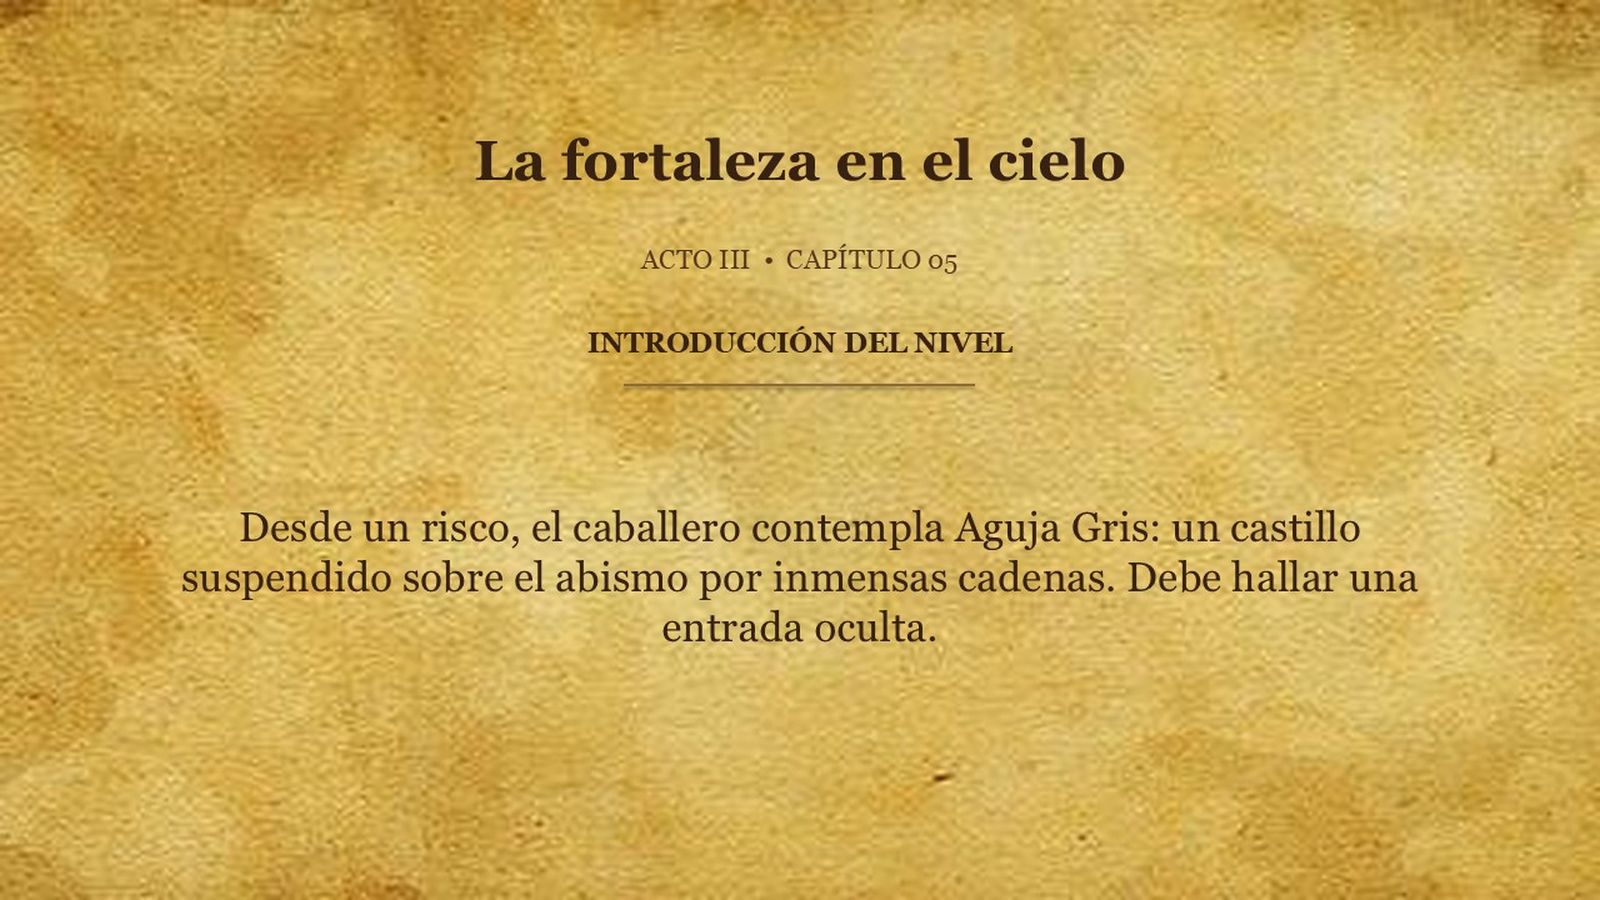 La fortaleza en el cielo
ACTO III • CAPÍTULO 05
INTRODUCCIÓN DEL NIVEL
Desde un risco, el caballero contempla Aguja Gris: un castillo
suspendido sobre el abismo por inmensas cadenas. Debe hallar una
entrada oculta.